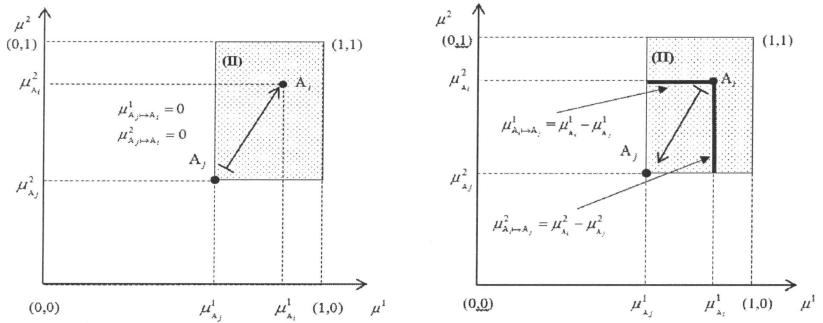 μ²
(0,1)
(1,1)
(II)
μ²_{A_i}
A_i
μ¹_{A_j↦A_i} = 0
μ²_{A_j↦A_i} = 0
A_j
μ²_{A_j}
(0,0)
μ¹_{A_j}
μ¹_{A_i}
(1,0)
μ¹
μ²
(0,1)
(1,1)
(II)
μ²_{A_i}
A_i
μ¹_{A_i↦A_j} = μ¹_{A_i} − μ¹_{A_j}
A_j
μ²_{A_j}
μ²_{A_i↦A_j} = μ²_{A_i} − μ²_{A_j}
(0,0)
μ¹_{A_j}
μ¹_{A_i}
(1,0)
μ¹